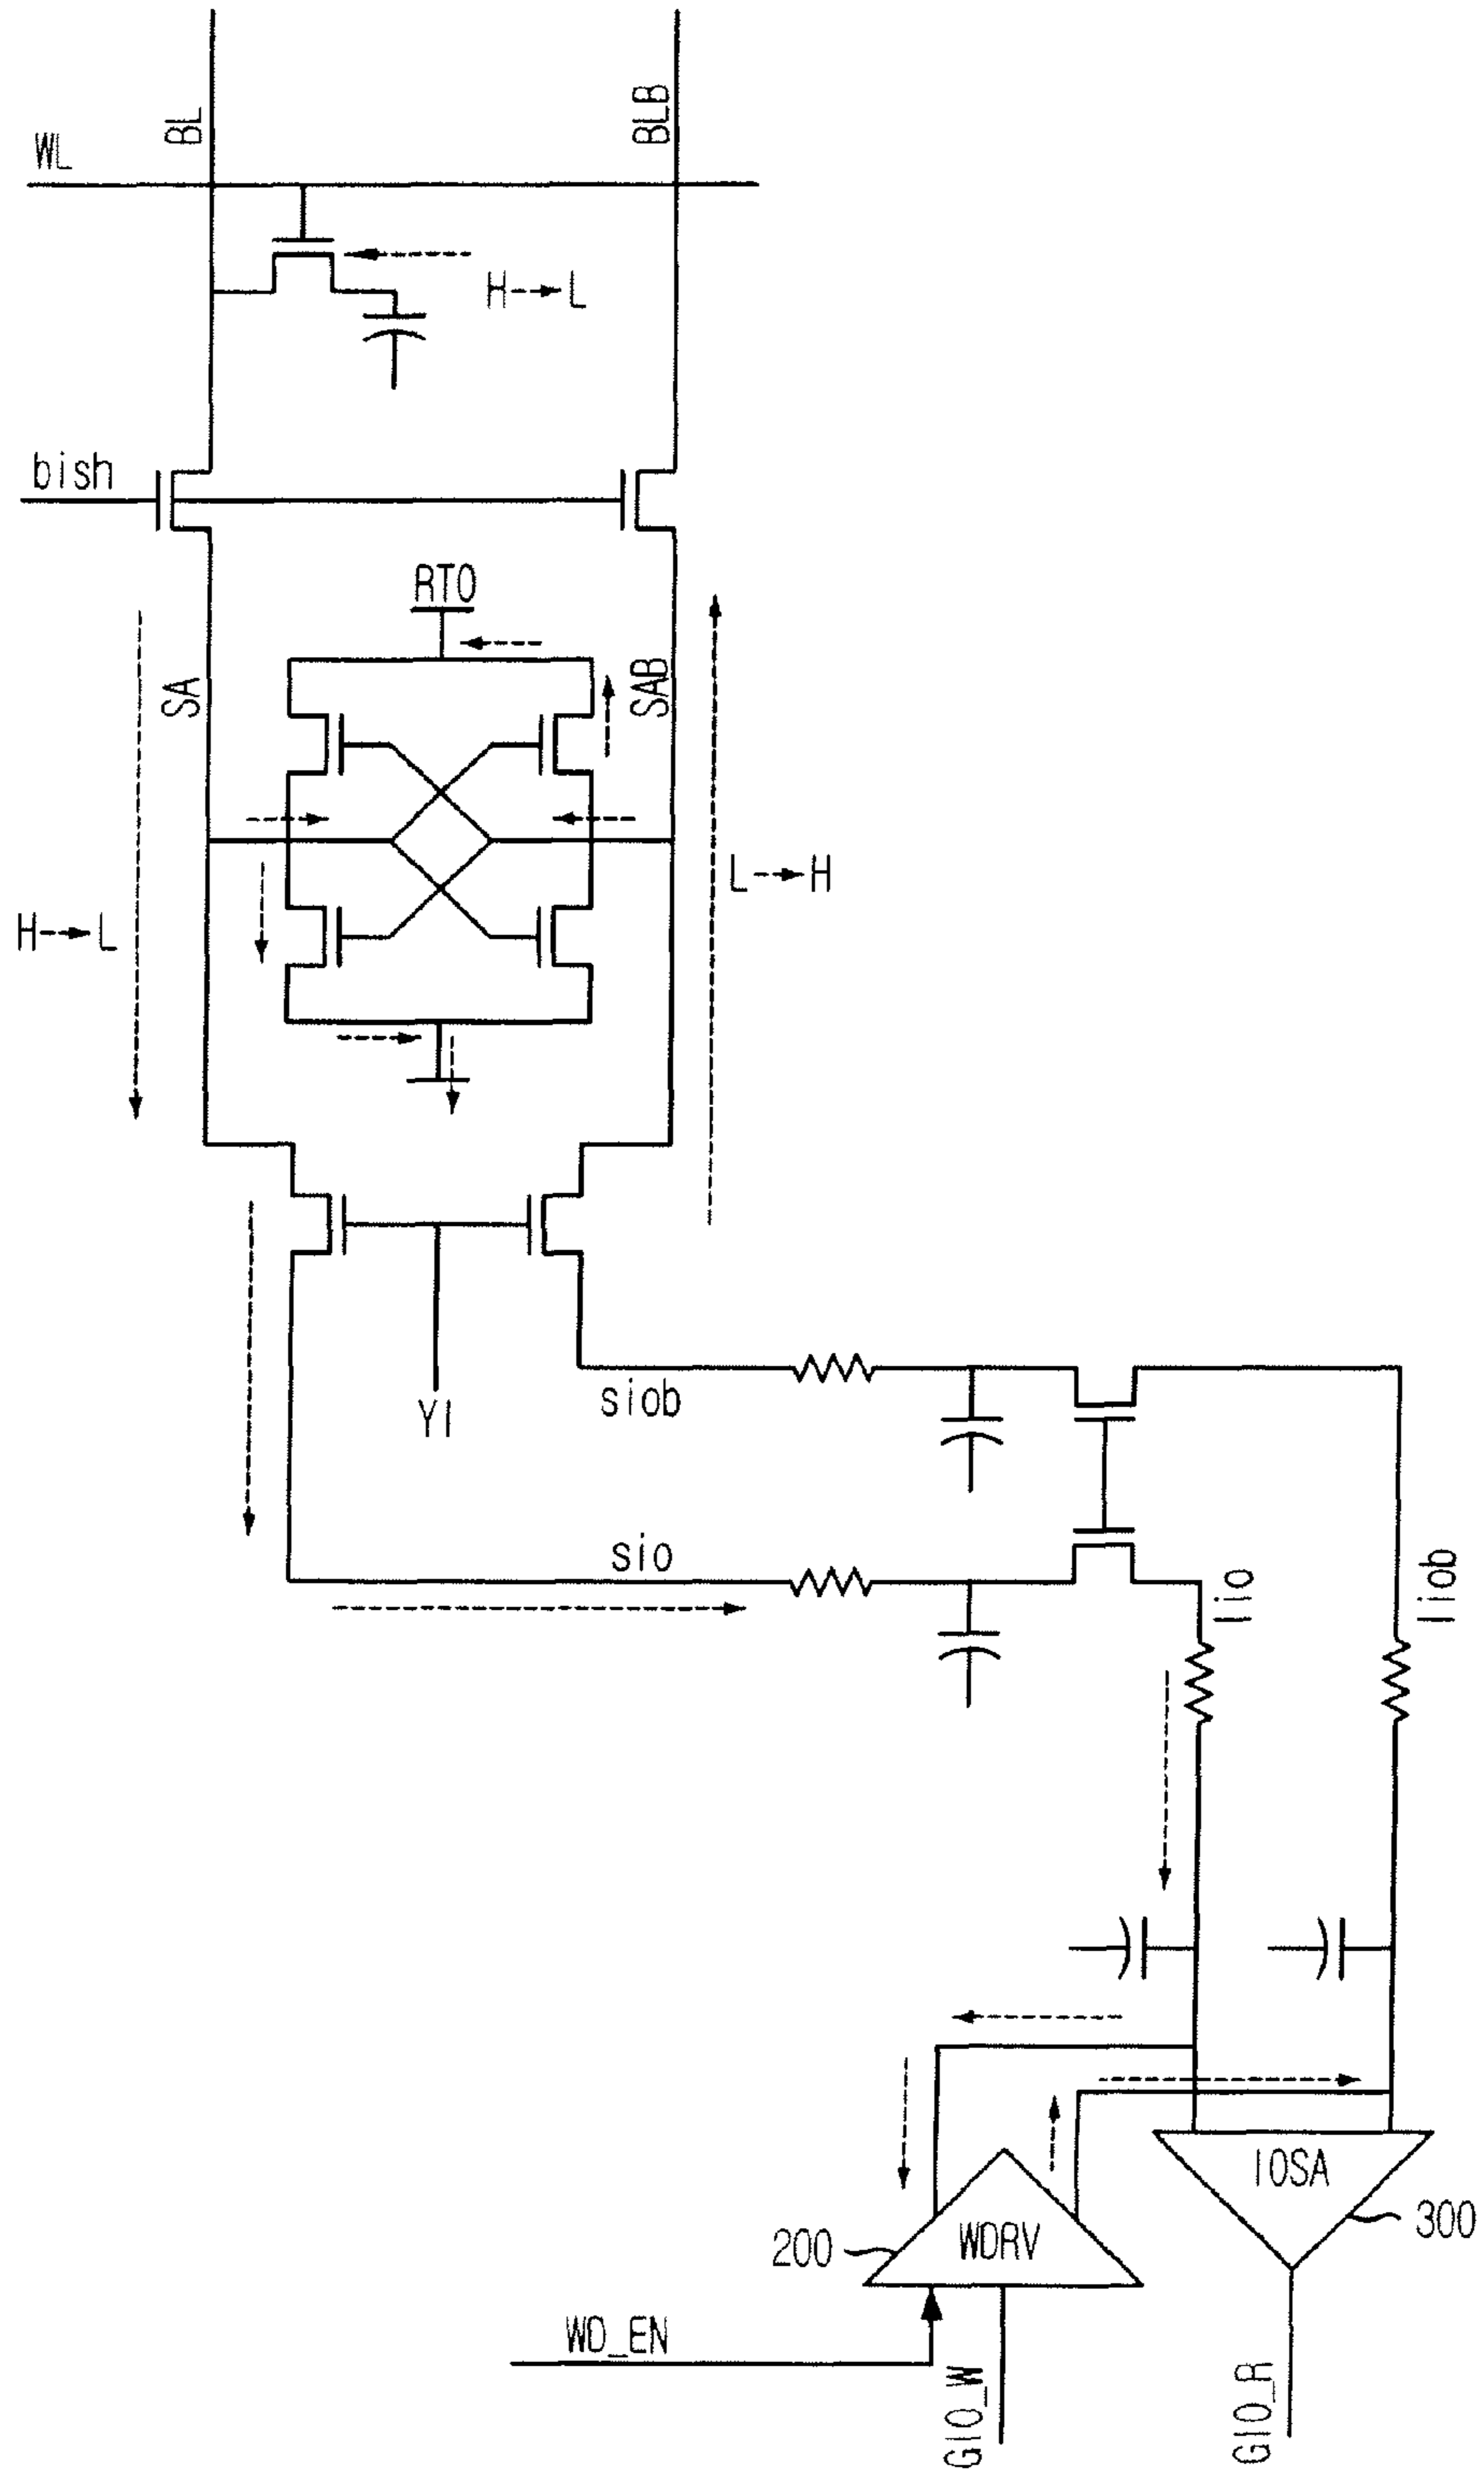 BL
BLB
WL
H→L
bish
RTO
SA
SAB
L→H
H→L
YI
siob
sio
lio
liob
IOSA
300
200
WDRV
WD_EN
GIO_W
GIO_R